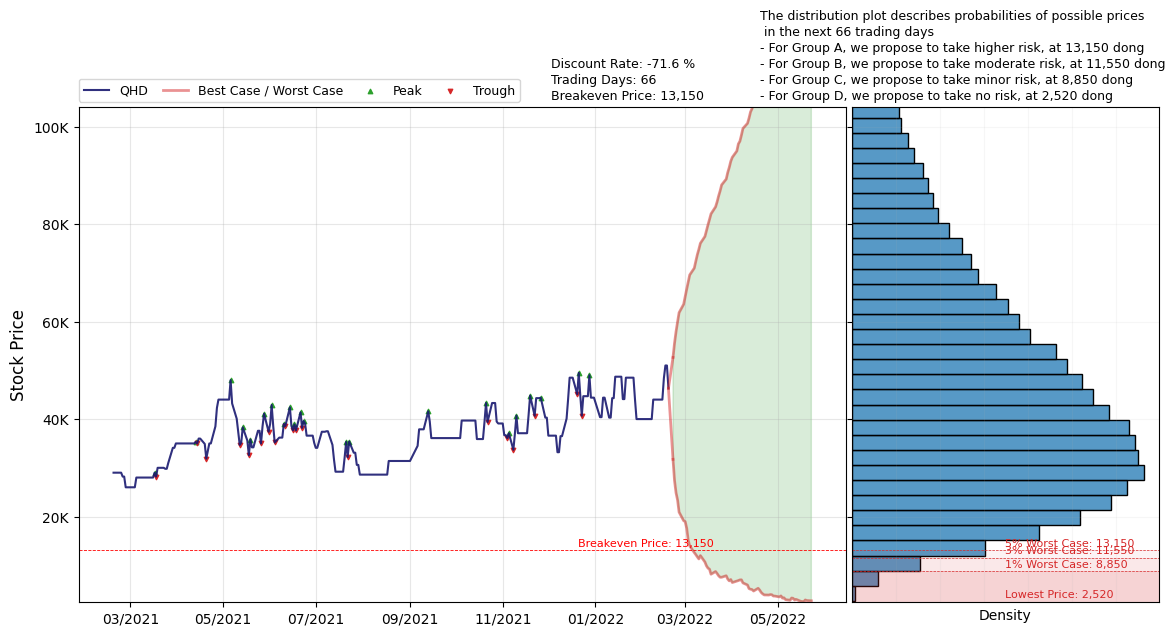 The distribution plot describes probabilities of possible prices
in the next 66 trading days
- For Group A, we propose to take higher risk, at 13,150 dong
- For Group B, we propose to take moderate risk, at 11,550 dong
- For Group C, we propose to take minor risk, at 8,850 dong
- For Group D, we propose to take no risk, at 2,520 dong
Discount Rate: -71.6 %
Trading Days: 66
Breakeven Price: 13,150
QHD
Best Case / Worst Case
Peak
Trough
Stock Price
100K
80K
60K
40K
20K
Breakeven Price: 13,150
5% Worst Case: 13,150
3% Worst Case: 11,550
1% Worst Case: 8,850
Lowest Price: 2,520
03/2021
05/2021
07/2021
09/2021
11/2021
01/2022
03/2022
05/2022
Density